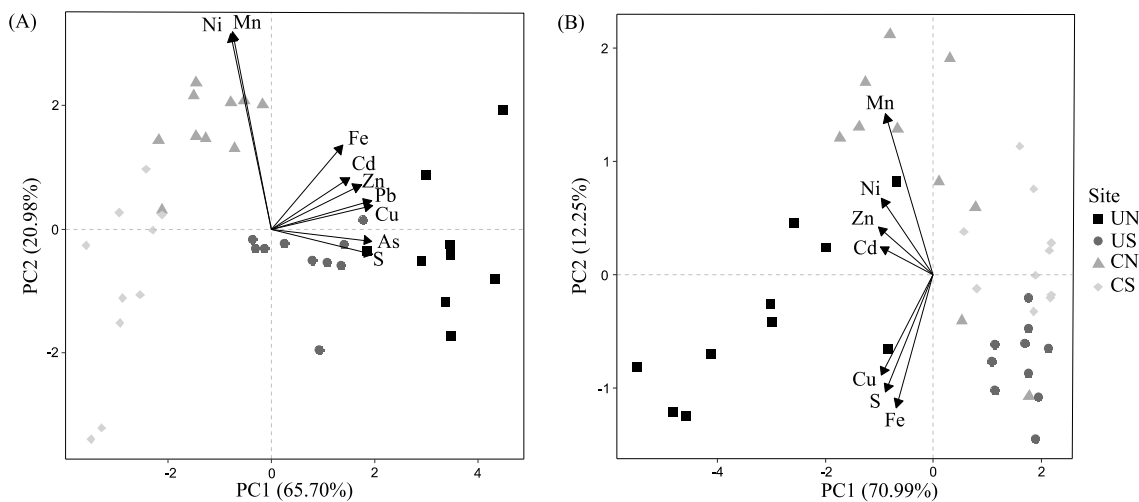 (A)
Ni Mn
Fe
Cd
Zn
Pb
Cu
As
S
2
0
-2
-2
0
2
4
PC2 (20.98%)
PC1 (65.70%)
(B)
Mn
Ni
Zn
Cd
Cu
S
Fe
2
1
0
-1
-4
-2
0
2
PC2 (12.25%)
PC1 (70.99%)
Site
UN
US
CN
CS